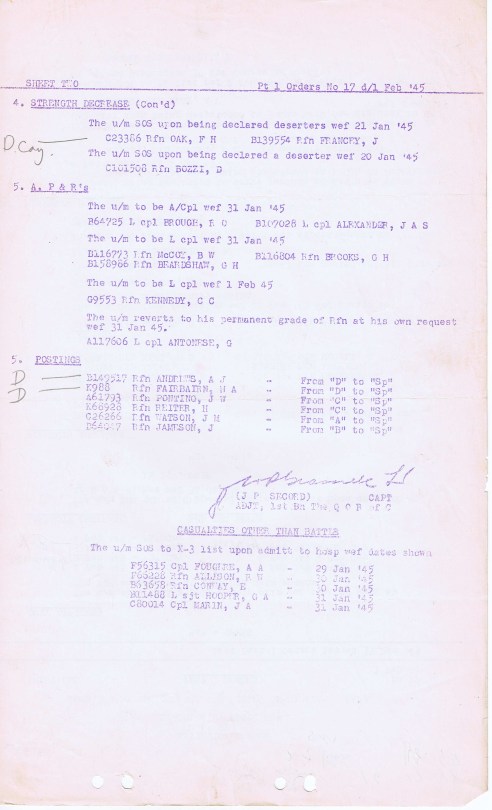 SHEET TWO Pt 1 Orders No 17 d/1 Feb '45
4. STRENGTH DECREASE (Con'd)
The u/m SOS upon being declared deserters wef 21 Jan '45
C23386 Rfn OAK, F H B139554 Rfn FRANCEY, J
D. Coy.
The u/m SOS upon being declared a deserter wef 20 Jan '45
C101508 Rfn BOZZI, D
5. A, P & R's
The u/m to be A/Cpl wef 31 Jan '45
B64725 L cpl BROUGH, R C B107028 L cpl ALEXANDER, J A S
The u/m to be L cpl wef 31 Jan '45
B116773 Rfn McCOY, B W B116804 Rfn BROOKS, G H
B158966 Rfn BEARDSHAW, G H
The u/m to be L cpl wef 1 Feb 45
G9553 Rfn KENNEDY, C C
The u/m reverts to his permanent grade of Rfn at his own request
wef 31 Jan 45.
A117606 L cpl ANTONESE, G
5. POSTINGS
D B149517 Rfn ANDREWS, A J - From "D" to "Sp"
D K988 Rfn FAIRBAIRN, M A - From "D" to "Sp"
A61793 Rfn PONTING, J W - From "C" to "Sp"
K68928 Rfn REITER, H - From "C" to "Sp"
C26266 Rfn WATSON, J M - From "A" to "Sp"
Rfn JAMESON, J - From "B" to "Sp"
(J P SECORD) CAPT
ADJT, 1st Bn The Q O R of C
CASUALTIES OTHER THAN BATTLE
The u/m SOS to X-3 list upon admitt to hosp wef dates shown
F56315 Cpl FOUGERE, A A - 29 Jan '45
Rfn ALLISON, R W - 30 Jan '45
B63658 Rfn CONWAY, E - 30 Jan '45
B11488 L sjt HOOPER, G A - 31 Jan '45
C80014 Cpl MARIN, J A - 31 Jan '45